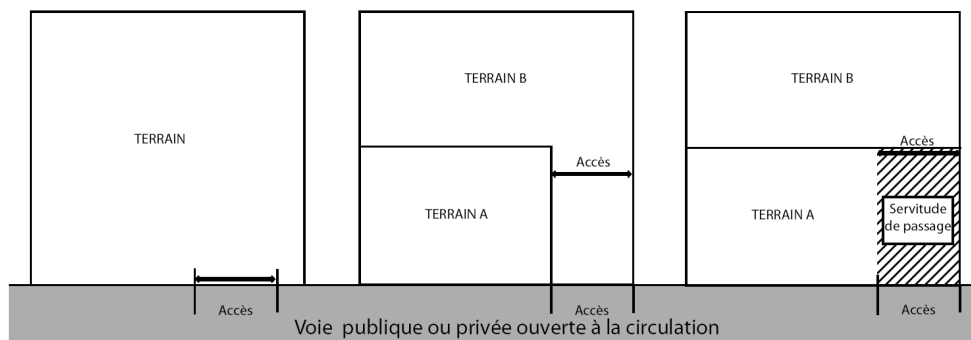 TERRAIN
Accès
TERRAIN B
Accès
TERRAIN A
Accès
TERRAIN B
Accès
TERRAIN A
Servitude
de passage
Accès
Voie publique ou privée ouverte à la circulation